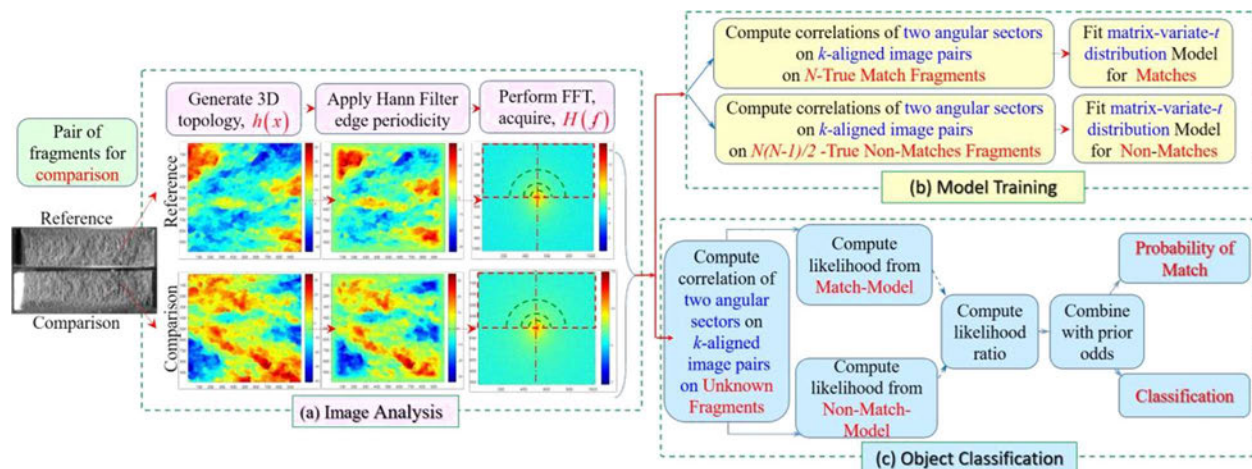 Pair of
fragments for
comparison
Reference
Comparison
Generate 3D
topology, h(x)
Apply Hann Filter
edge periodicity
Perform FFT,
acquire, H(f)
Reference
Comparison
(a) Image Analysis
Compute correlations of two angular sectors
on k-aligned image pairs
on N-True Match Fragments
Fit matrix-variate-t
distribution Model
for Matches
Compute correlations of two angular sectors
on k-aligned image pairs
on N(N-1)/2 -True Non-Matches Fragments
Fit matrix-variate-t
distribution Model
for Non-Matches
(b) Model Training
Compute
correlation of
two angular
sectors on
k-aligned
image pairs
on Unknown
Fragments
Compute
likelihood from
Match-Model
Compute
likelihood from
Non-Match-
Model
Compute
likelihood
ratio
Combine
with prior
odds
Probability of
Match
Classification
(c) Object Classification